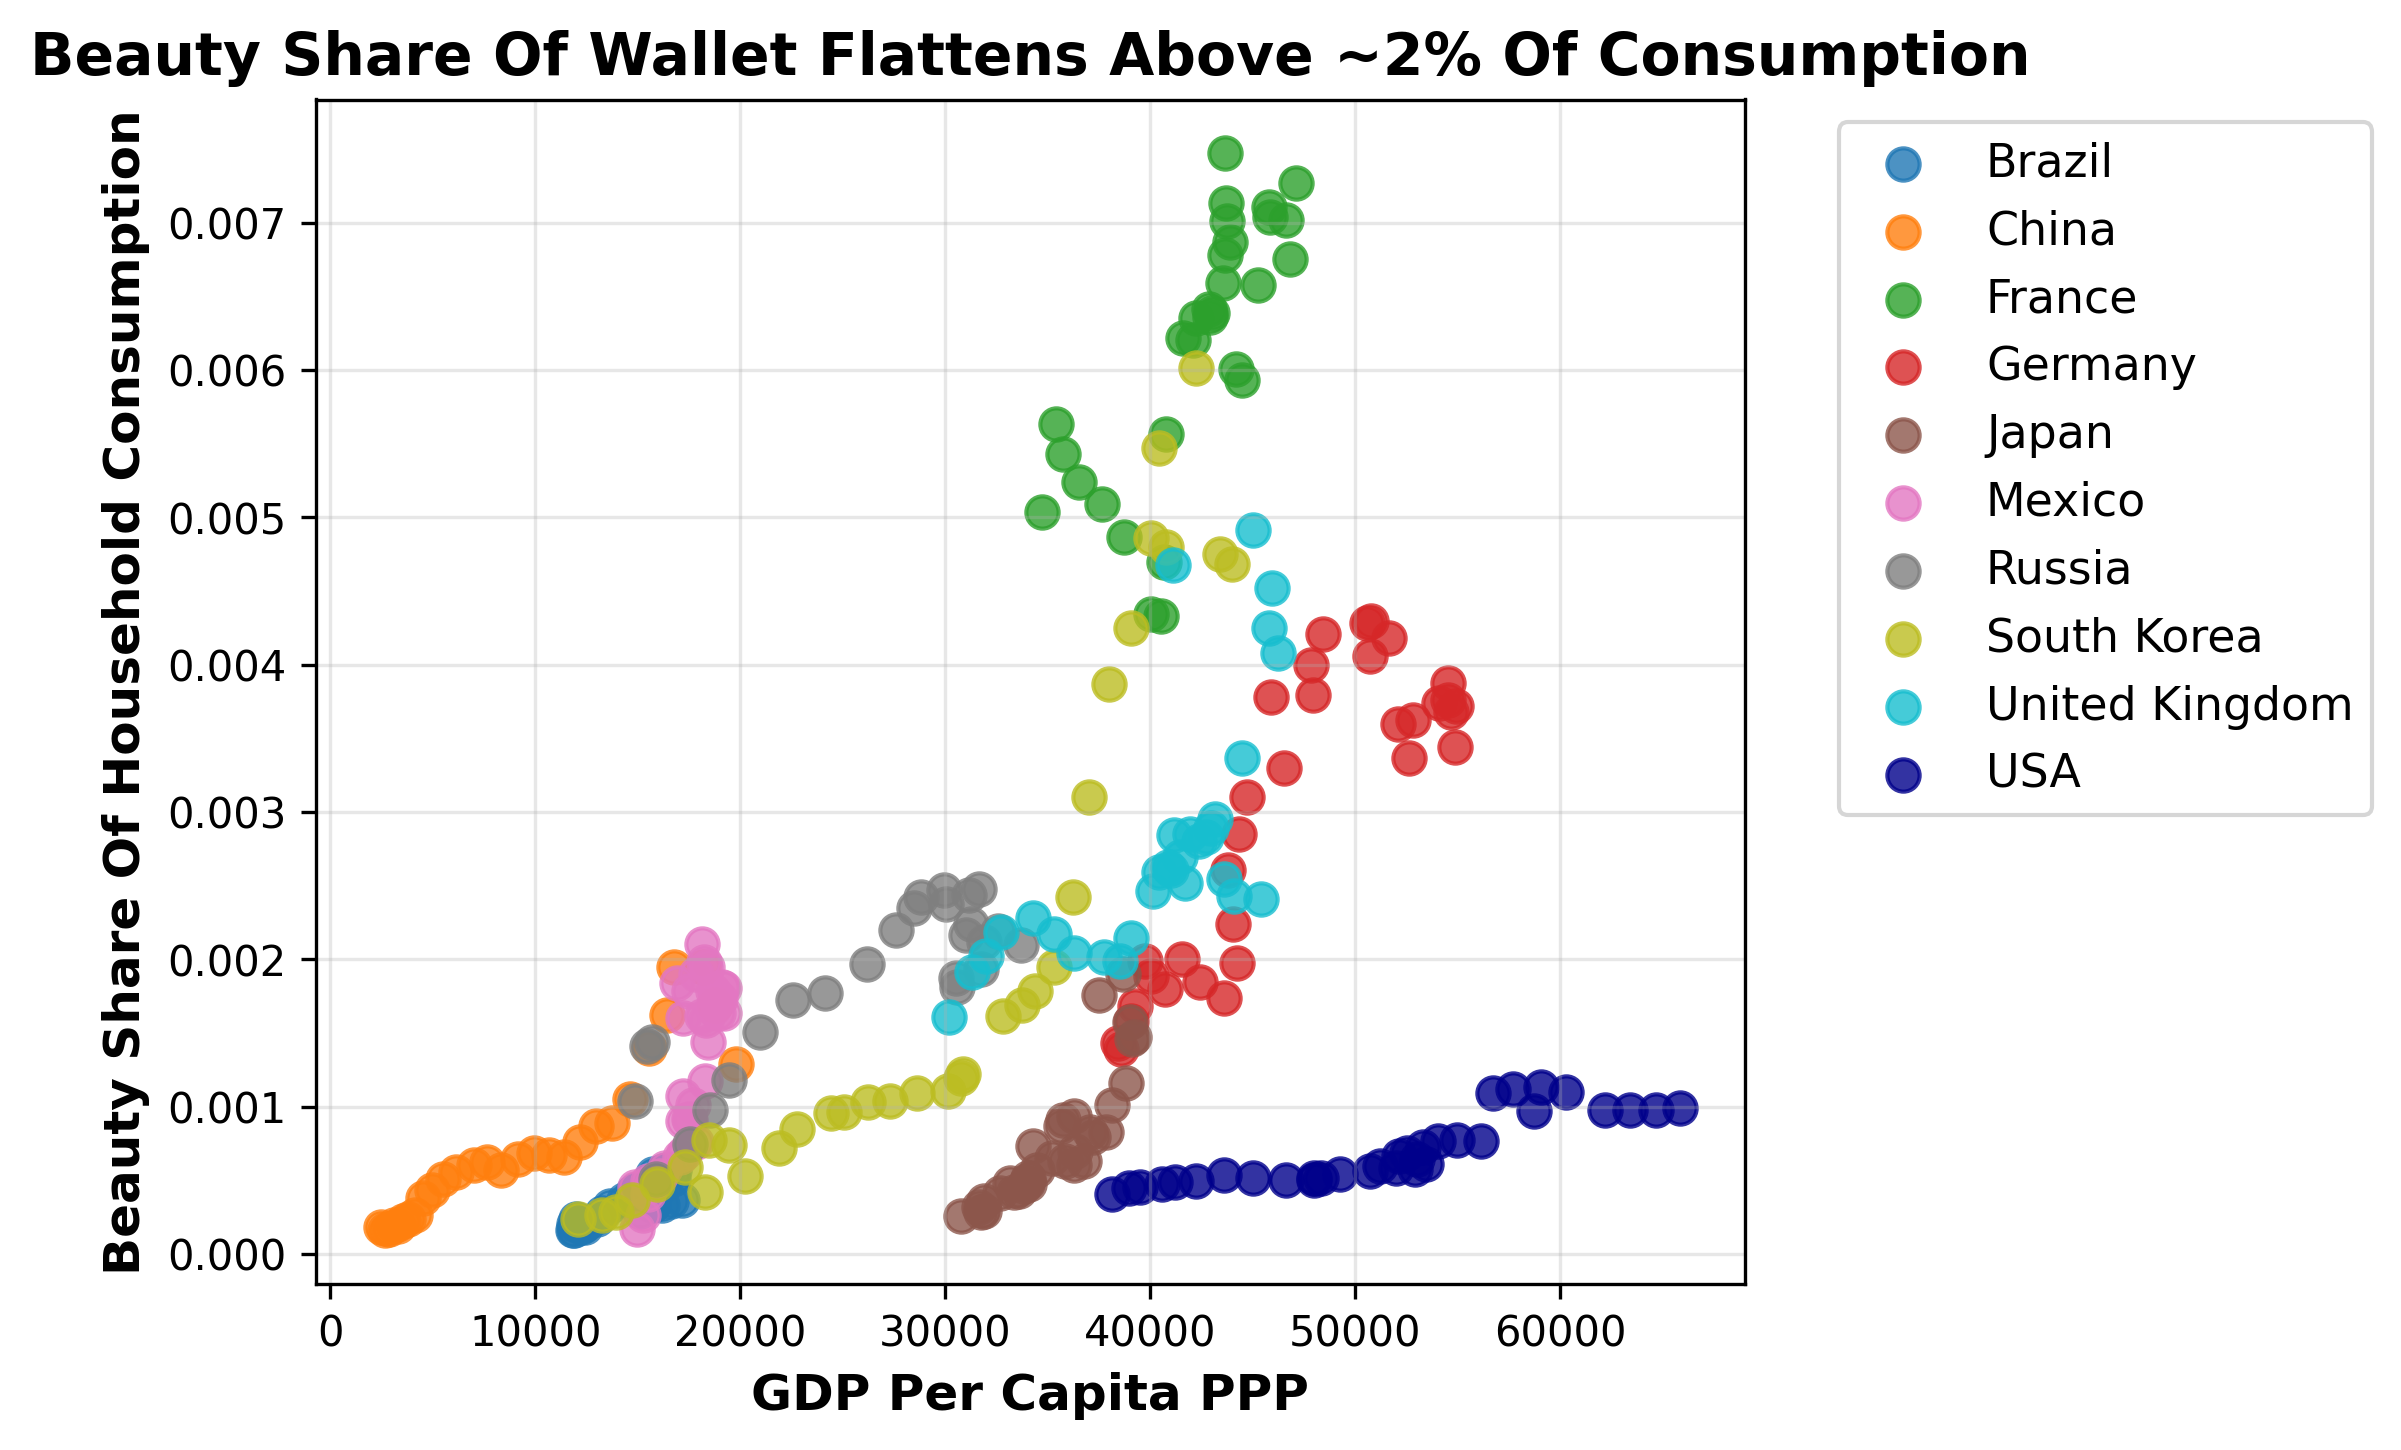 Beauty Share Of Wallet Flattens Above ~2% Of Consumption
Beauty Share Of Household Consumption
0.007
0.006
0.005
0.004
0.003
0.002
0.001
0.000
0 10000 20000 30000 40000 50000 60000
GDP Per Capita PPP
Brazil
China
France
Germany
Japan
Mexico
Russia
South Korea
United Kingdom
USA